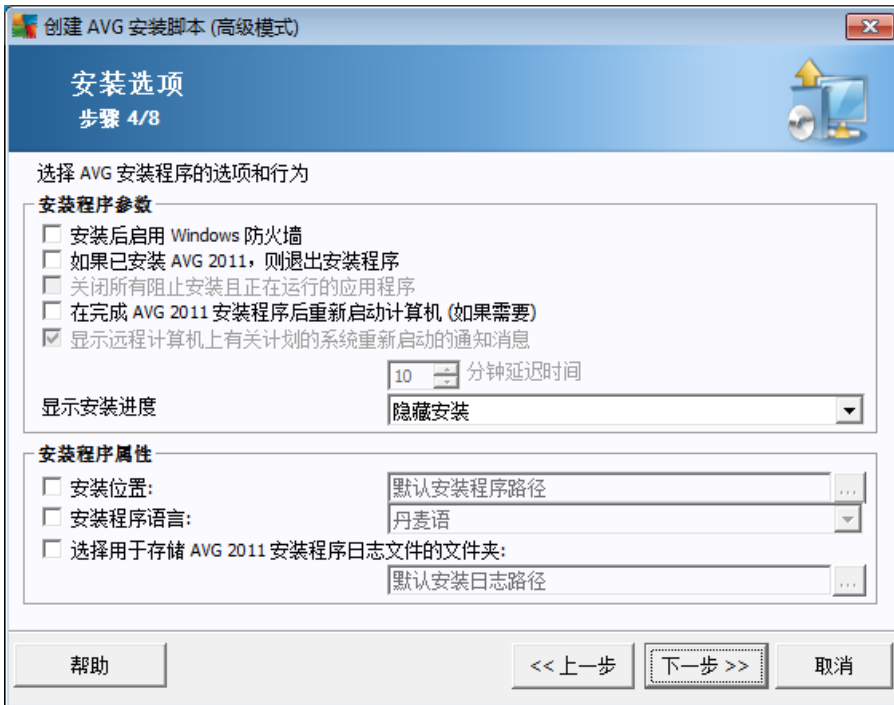 创建 AVG 安装脚本 (高级模式)
安装选项
步骤 4/8
选择 AVG 安装程序的选项和行为
安装程序参数
安装后启用 Windows 防火墙
如果已安装 AVG 2011，则退出安装程序
关闭所有阻止安装且正在运行的应用程序
在完成 AVG 2011 安装程序后重新启动计算机 (如果需要)
显示远程计算机上有关计划的系统重新启动的通知消息
10 分钟延迟时间
显示安装进度 隐藏安装
安装程序属性
安装位置: 默认安装程序路径 ...
安装程序语言: 丹麦语
选择用于存储 AVG 2011 安装程序日志文件的文件夹:
默认安装日志路径 ...
帮助 << 上一步 下一步 >> 取消